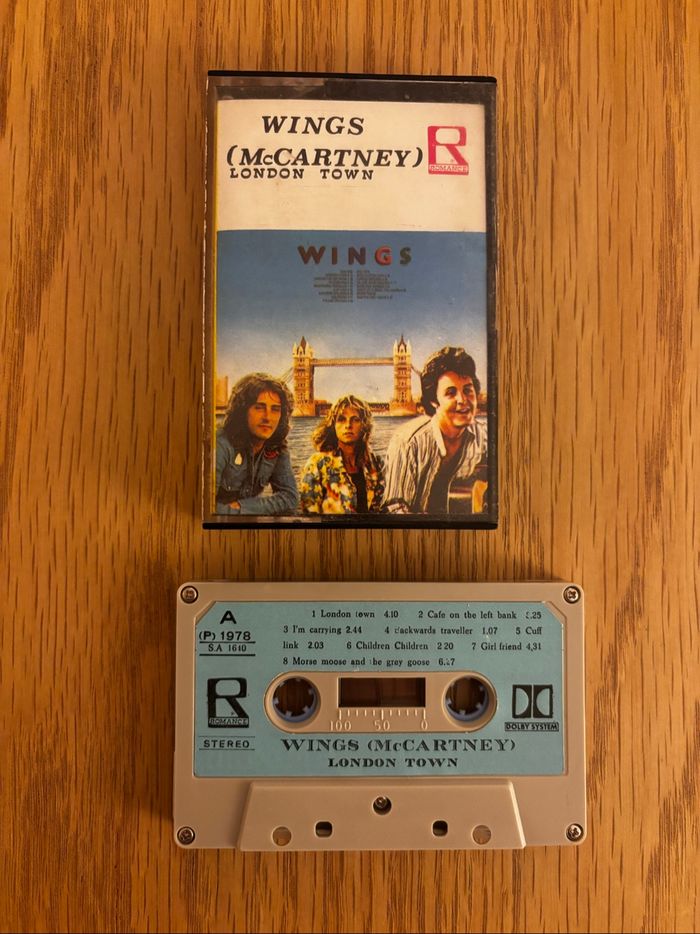 WINGS
(McCARTNEY)
LONDON TOWN
R
ROMANCE
WINGS
A
(P) 1978
S.A 1610
1 London town 4.10 2 Cafe on the left bank
3 I'm carrying 2.44 4 backwards traveller 1.07 5 Cuff
link 2.03 6 Children Children 2 20 7 Girl friend 4,31
8 Morse moose and the grey goose
R
ROMANCE
STEREO
100 50 0
DOLBY SYSTEM
WINGS (McCARTNEY)
LONDON TOWN